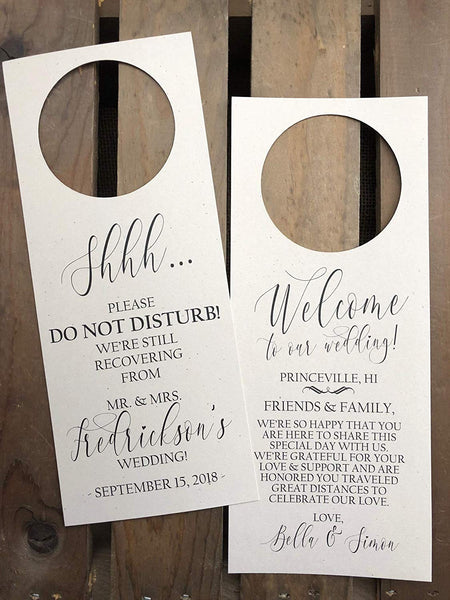 Shhh...
PLEASE
DO NOT DISTURB!
WE'RE STILL
RECOVERING
FROM
MR. & MRS.
Fredrickson's
WEDDING!
- SEPTEMBER 15, 2018 -
Welcome
to our wedding!
PRINCEVILLE, HI
FRIENDS & FAMILY,
WE'RE SO HAPPY THAT YOU
ARE HERE TO SHARE THIS
SPECIAL DAY WITH US.
WE'RE GRATEFUL FOR YOUR
LOVE & SUPPORT AND ARE
HONORED YOU TRAVELED
GREAT DISTANCES TO
CELEBRATE OUR LOVE.
LOVE,
Bella & Simon